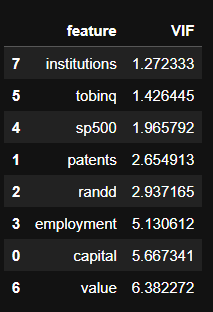 feature VIF
7 institutions 1.272333
5 tobinq 1.426445
4 sp500 1.965792
1 patents 2.654913
2 randd 2.937165
3 employment 5.130612
0 capital 5.667341
6 value 6.382272